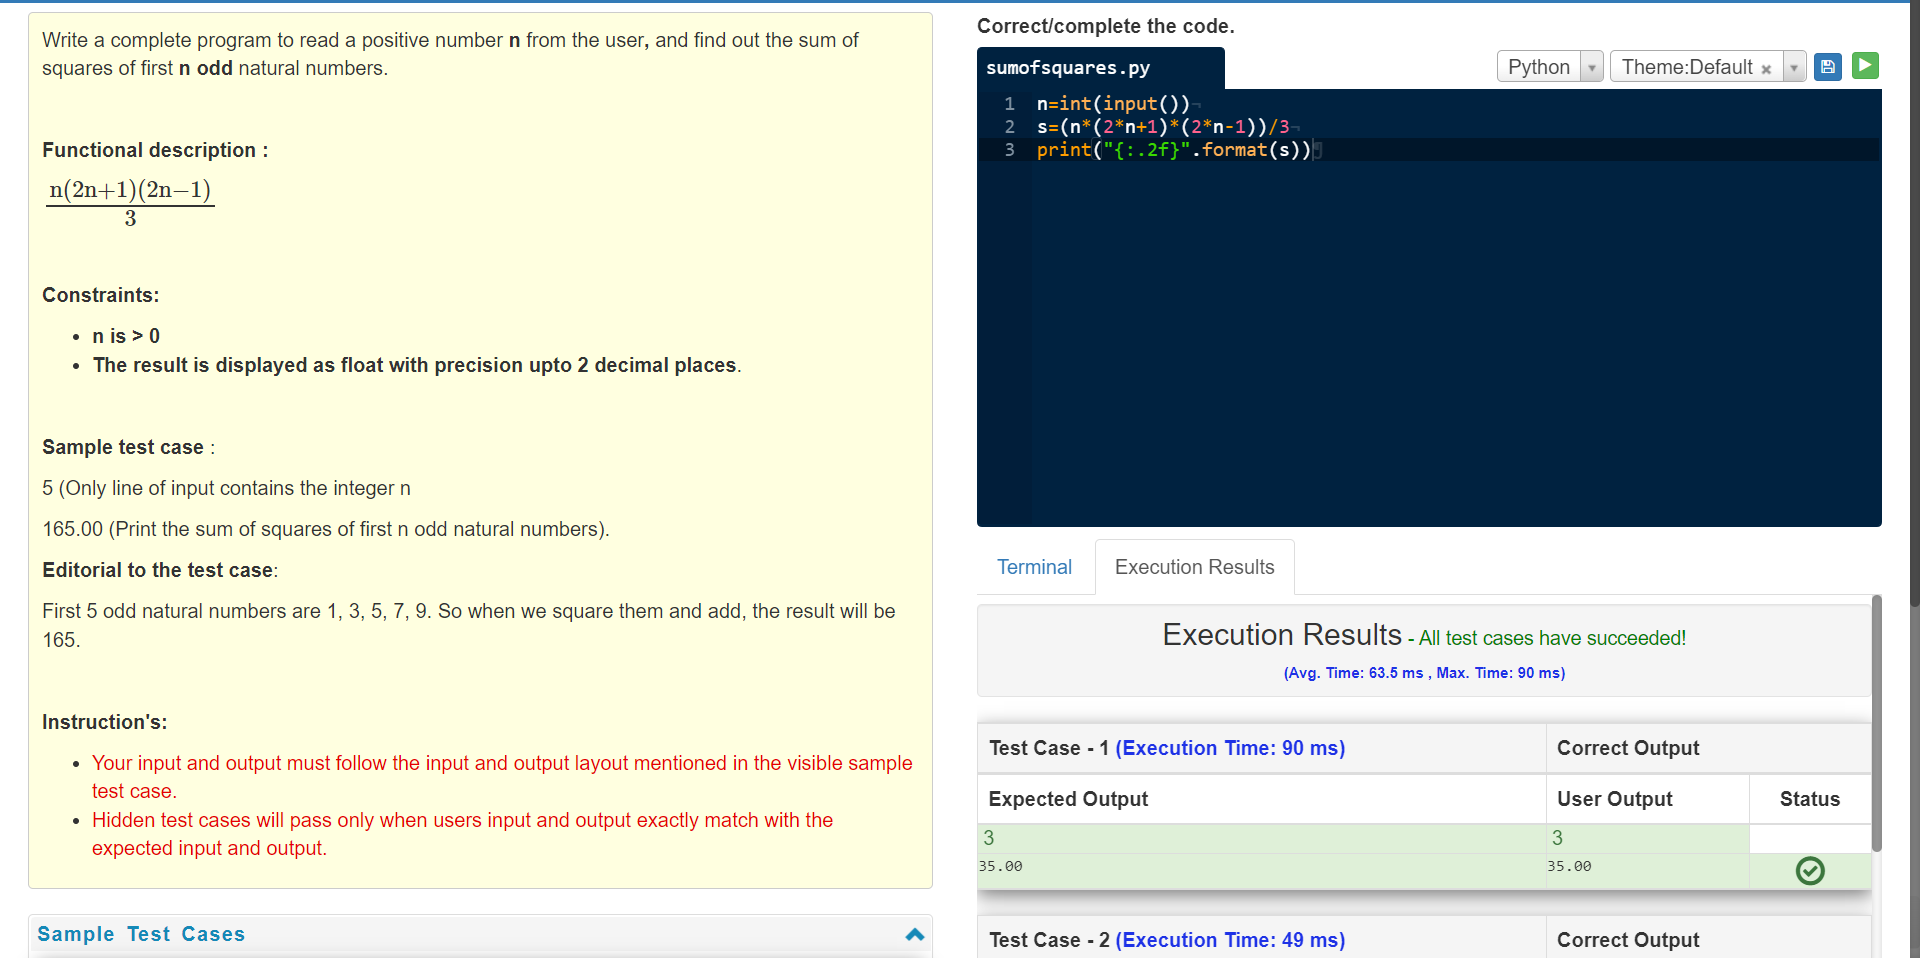 Write a complete program to read a positive number n from the user, and find out the sum of
squares of first n odd natural numbers.
Functional description :
n(2n+1)(2n−1)
3
Constraints:
• n is > 0
• The result is displayed as float with precision upto 2 decimal places.
Sample test case :
5 (Only line of input contains the integer n
165.00 (Print the sum of squares of first n odd natural numbers).
Editorial to the test case:
First 5 odd natural numbers are 1, 3, 5, 7, 9. So when we square them and add, the result will be
165.
Instruction's:
• Your input and output must follow the input and output layout mentioned in the visible sample
test case.
• Hidden test cases will pass only when users input and output exactly match with the
expected input and output.
Sample Test Cases
Correct/complete the code.
sumofsquares.py
Python
Theme:Default ×
1 n=int(input())¬
2 s=(n*(2*n+1)*(2*n-1))/3¬
3 print("{:.2f}".format(s))¶
Terminal
Execution Results
Execution Results - All test cases have succeeded!
(Avg. Time: 63.5 ms , Max. Time: 90 ms)
Test Case - 1 (Execution Time: 90 ms) Correct Output
Expected Output User Output Status
3 3
35.00 35.00
Test Case - 2 (Execution Time: 49 ms) Correct Output